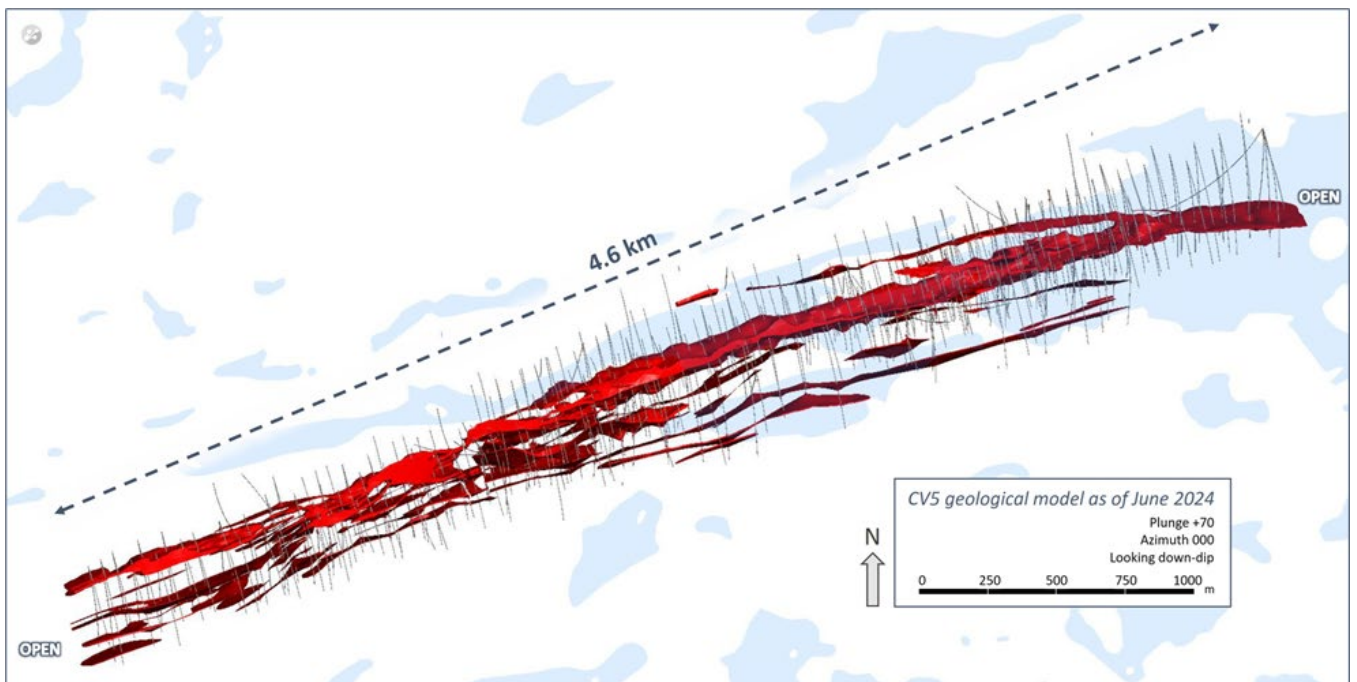 OPEN
4.6 km
CV5 geological model as of June 2024
Plunge +70
Azimuth 000
Looking down-dip
N
0 250 500 750 1000 m
OPEN